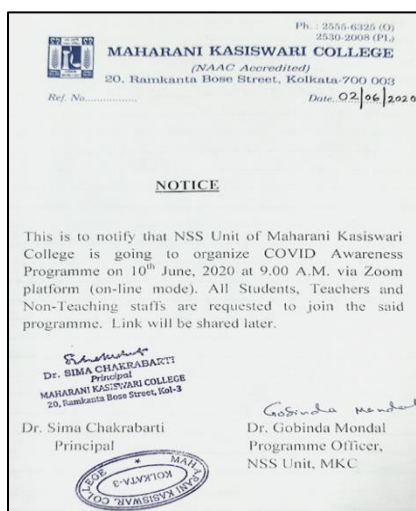 Ph. : 2555-6325 (O)
2530-2008 (PL)
MAHARANI KASISWARI COLLEGE
(NAAC Accredited)
20, Ramkanta Bose Street, Kolkata-700 003
Ref. No................
Date..02/06/2020
NOTICE
This is to notify that NSS Unit of Maharani Kasiswari
College is going to organize COVID Awareness
Programme on 10th June, 2020 at 9.00 A.M. via Zoom
platform (on-line mode). All Students, Teachers and
Non-Teaching staffs are requested to join the said
programme. Link will be shared later.
Dr. SIMA CHAKRABARTI
Principal
MAHARANI KASISWARI COLLEGE
20, Ramkanta Bose Street, Kol-3
Dr. Sima Chakrabarti
Principal
Gobinda Mondal
Dr. Gobinda Mondal
Programme Officer,
NSS Unit, MKC
MAHARANI KASISWARI COLLEGE
KOLKATA-3